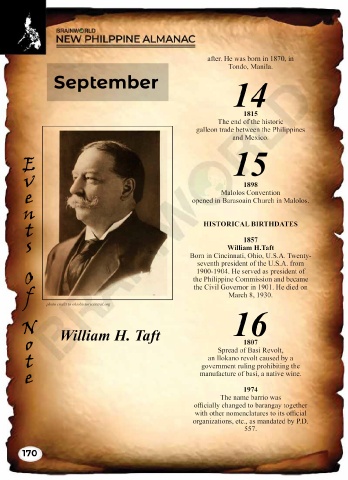 BRAINWORLD
NEW PHILPPINE ALMANAC
September
Events Of Note
William H. Taft
170
after. He was born in 1870, in
Tondo, Manila.
14
1815
The end of the historic
galleon trade between the Philippines
and Mexico.
15
1898
Malolos Convention
opened in Barasoain Church in Malolos.
HISTORICAL BIRTHDATES
1857
William H.Taft
Born in Cincinnati, Ohio, U.S.A. Twenty-
seventh president of the U.S.A. from
1900-1904. He served as president of
the Philippine Commission and became
the Civil Governor in 1901. He died on
March 8, 1930.
16
1807
Spread of Basi Revolt,
an Ilokano revolt caused by a
government ruling prohibiting the
manufacture of basi, a native wine.
1974
The name barrio was
officially changed to barangay together
with other nomenclatures to its official
organizations, etc., as mandated by P.D.
557.